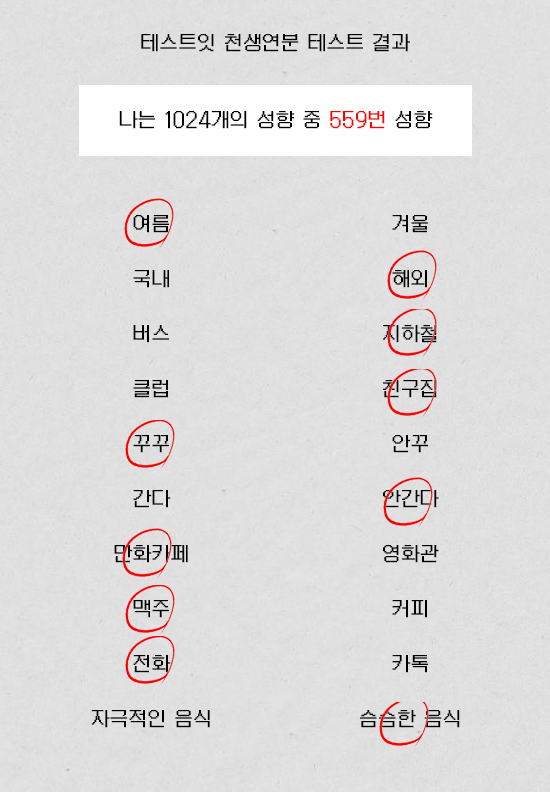 테스트잇 천생연분 테스트 결과
나는 1024개의 성향 중 559번 성향
여름 겨울
국내 해외
버스 지하철
클럽 친구집
꾸꾸 안꾸
간다 안간다
만화카페 영화관
맥주 커피
전화 카톡
자극적인 음식 슴슴한 음식